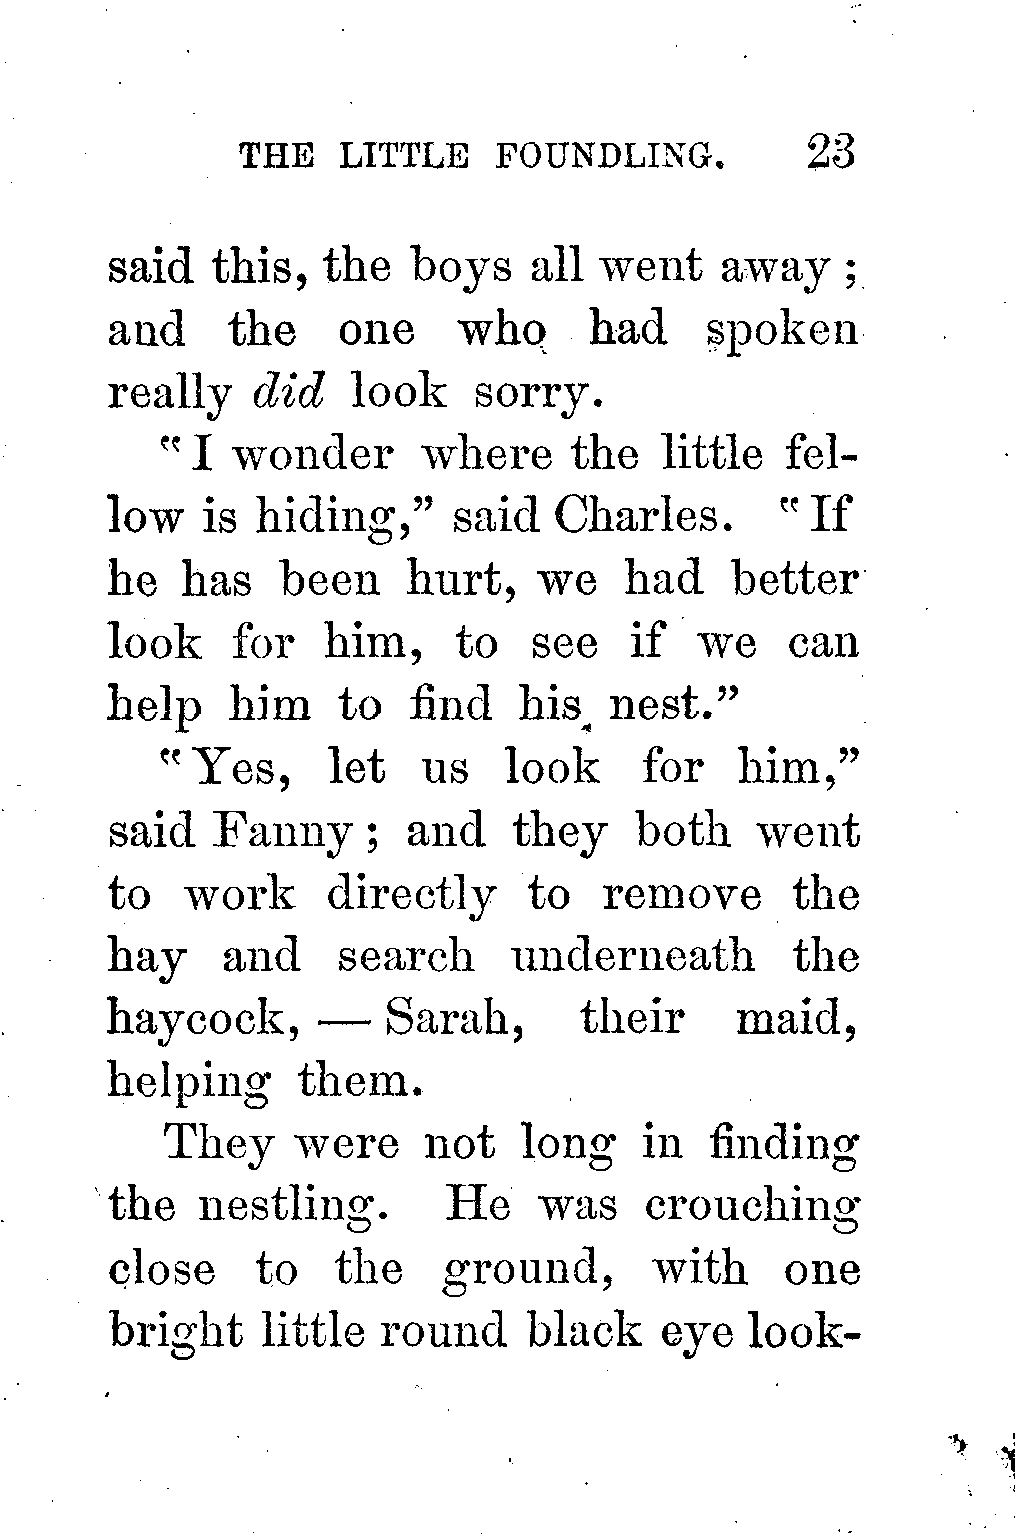 THE LITTLE FOUNDLING. 23
said this, the boys all went away ;
and the one who had spoken
really did look sorry.
“ I wonder where the little fel-
low is hiding,” said Charles. “ If
he has been hurt, we had better
look for him, to see if we can
help him to find his nest.”
“ Yes, let us look for him,”
said Fanny ; and they both went
to work directly to remove the
hay and search underneath the
haycock, — Sarah, their maid,
helping them.
They were not long in finding
the nestling. He was crouching
close to the ground, with one
bright little round black eye look-